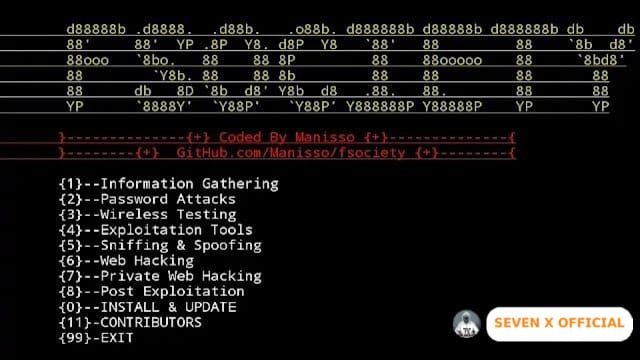 d88888b .d8888. .d88b. .o88b. d888888b d88888b d888888b db db
88' 88' YP .8P Y8. d8P Y8 `88' 88' `~~88~~' `8b d8'
88ooo `8bo. 88 88 8P 88 88ooooo 88 `8bd8'
88 `Y8b. 88 88 8b 88 88 88 88
88 db 8D `8b d8' Y8b d8 .88. 88. 88 88
YP `8888Y' `Y88P' `Y88P' Y888888P Y88888P YP YP
}--------------{+} Coded By Manisso {+}--------------{
}--------{+} GitHub.com/Manisso/fsociety {+}--------{
{1}--Information Gathering
{2}--Password Attacks
{3}--Wireless Testing
{4}--Exploitation Tools
{5}--Sniffing & Spoofing
{6}--Web Hacking
{7}--Private Web Hacking
{8}--Post Exploitation
{0}--INSTALL & UPDATE
{11}-CONTRIBUTORS
{99}-EXIT
SEVEN X OFFICIAL